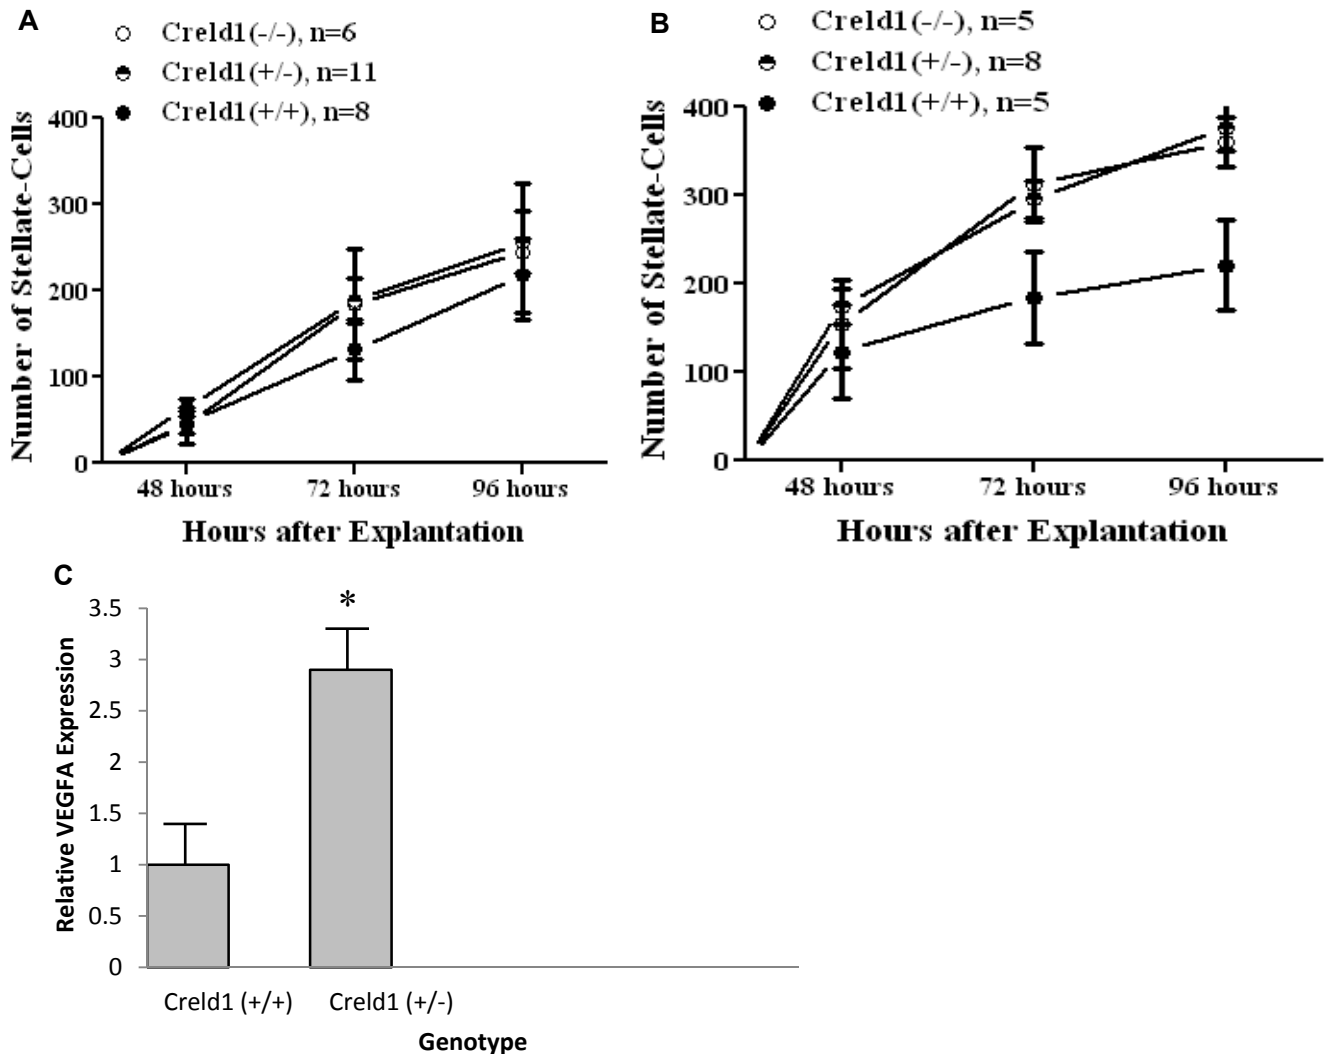 A
Creld1(-/-), n=6
Creld1(+/-), n=11
Creld1(+/+), n=8
400
300
200
100
0
Number of Stellate-Cells
48 hours
72 hours
96 hours
Hours after Explantation
B
Creld1(-/-), n=5
Creld1(+/-), n=8
Creld1(+/+), n=5
400
300
200
100
0
Number of Stellate-Cells
48 hours
72 hours
96 hours
Hours after Explantation
C
3.5
3
2.5
2
1.5
1
0.5
0
Relative VEGFA Expression
*
Creld1 (+/+)
Creld1 (+/-)
Genotype